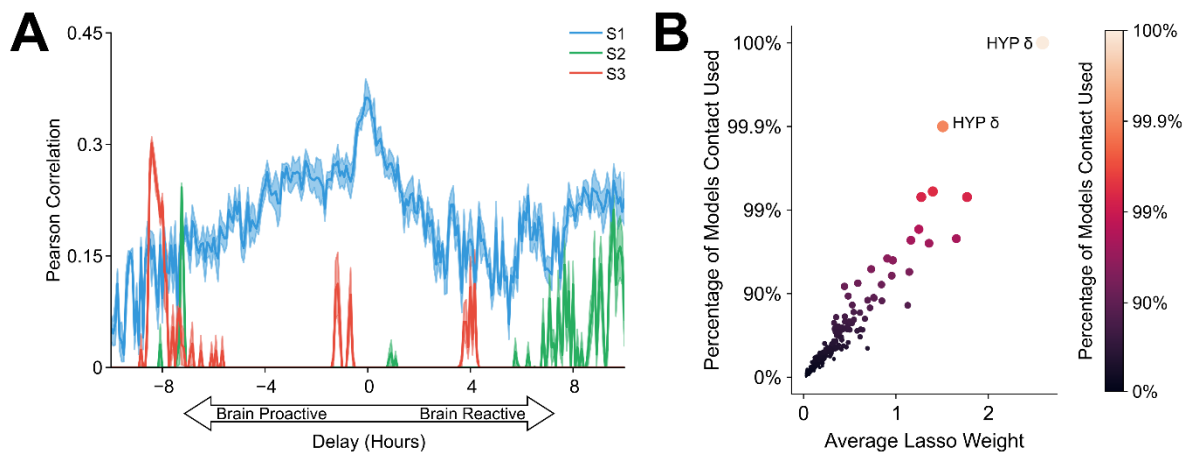 A
0.45
0.3
0.15
0
Pearson Correlation
S1
S2
S3
−8
−4
0
4
8
Brain Proactive
Brain Reactive
Delay (Hours)
B
100%
99.9%
99%
90%
0%
Percentage of Models Contact Used
HYP δ
HYP δ
0
1
2
Average Lasso Weight
Percentage of Models Contact Used
100%
99.9%
99%
90%
0%